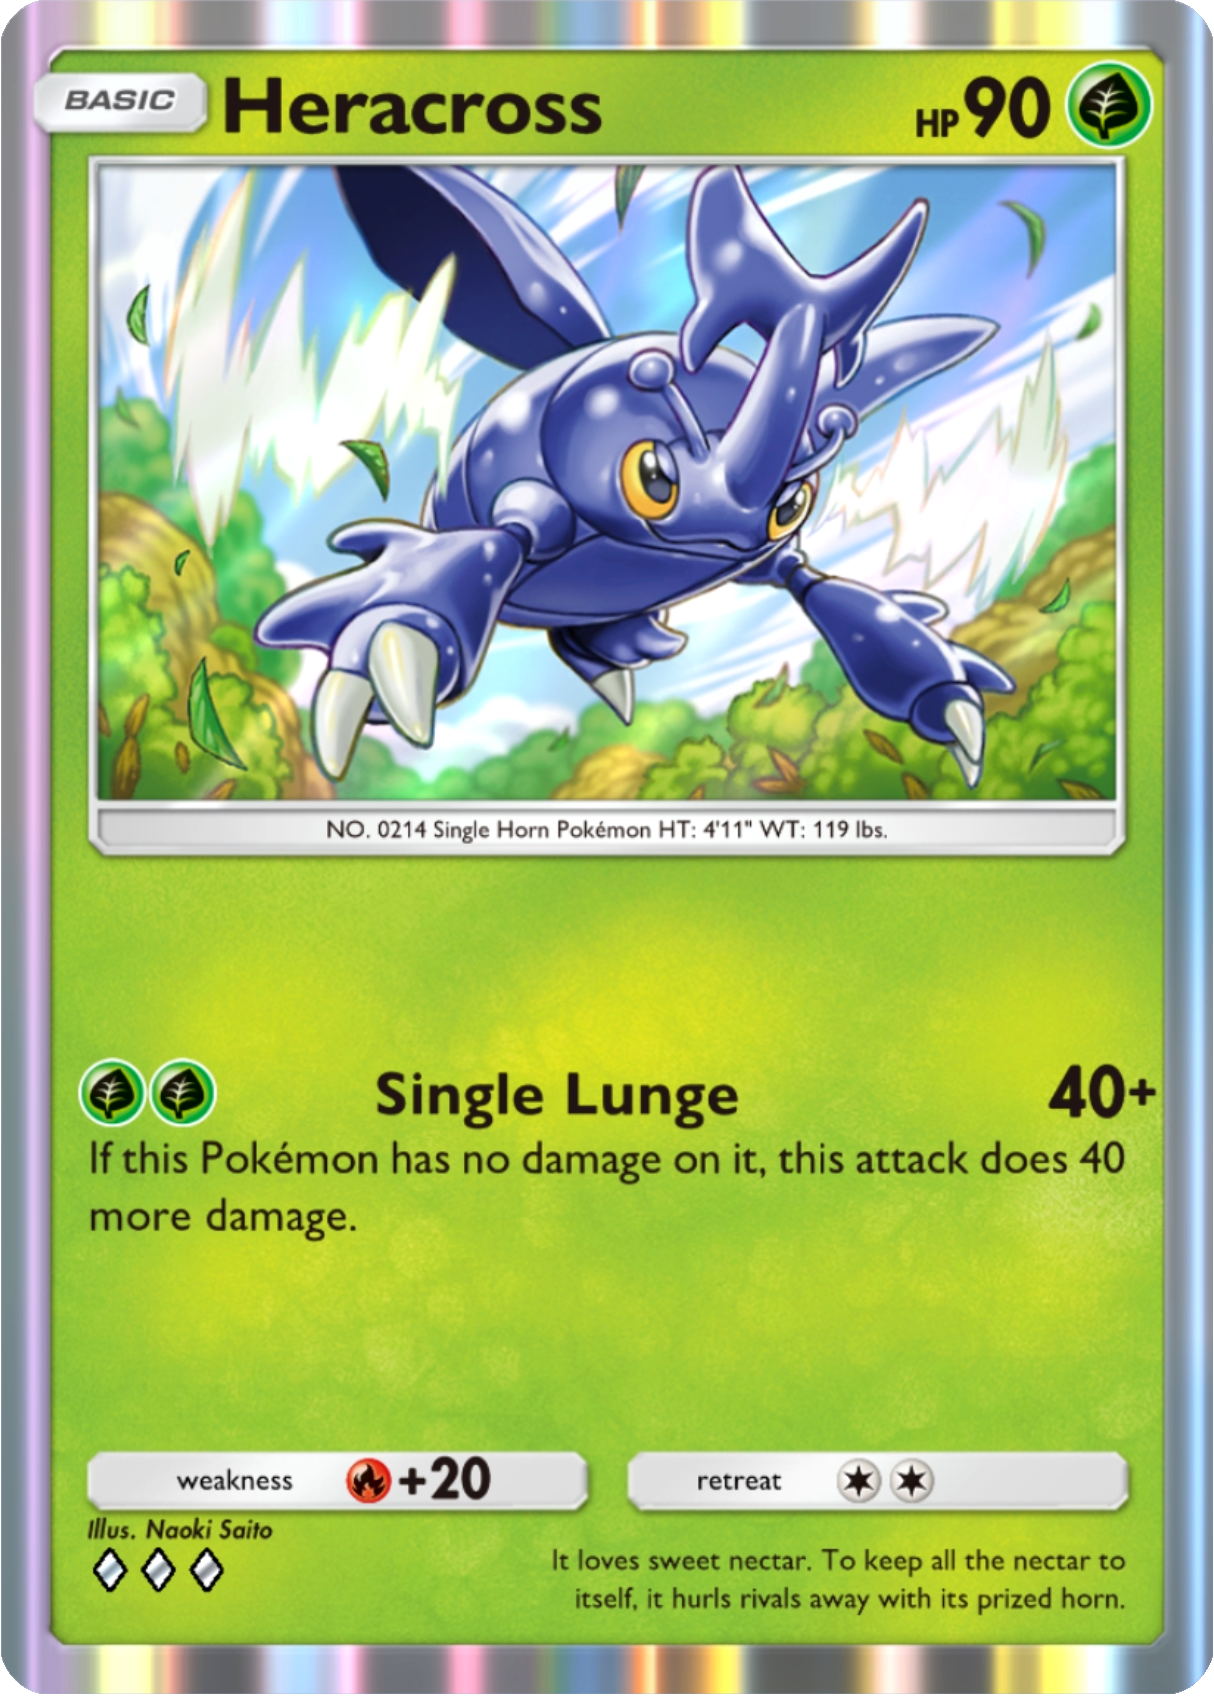 BASIC Heracross HP 90
NO. 0214 Single Horn Pokémon HT: 4'11" WT: 119 lbs.
Single Lunge 40+
If this Pokémon has no damage on it, this attack does 40
more damage.
weakness +20 retreat
Illus. Naoki Saito
It loves sweet nectar. To keep all the nectar to
itself, it hurls rivals away with its prized horn.